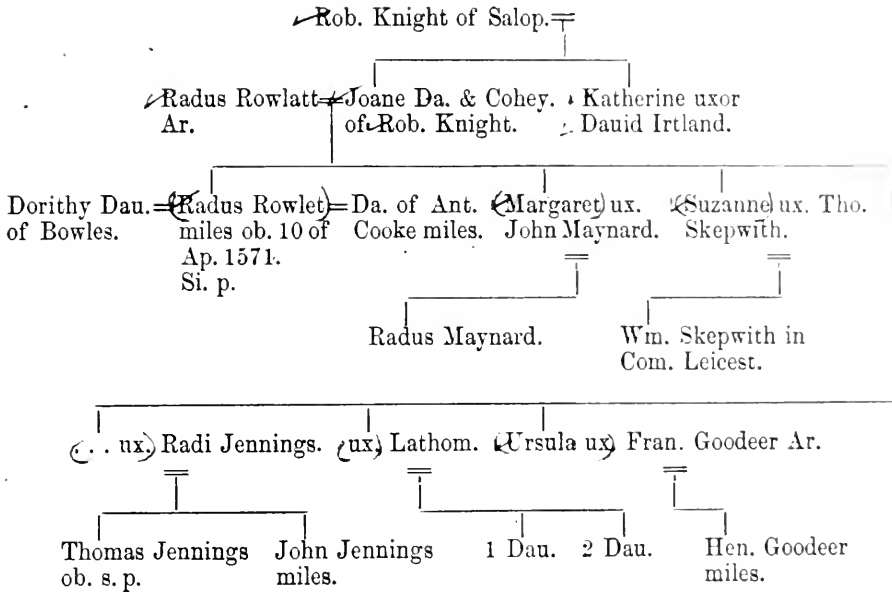 Rob. Knight of Salop.
Radus Rowlatt Joane Da. & Cohey. Katherine uxor
Ar. of Rob. Knight. Dauid Irtland.
Dorithy Dau. (Radus Rowlet) Da. of Ant. (Margaret) ux. (Suzanne) ux. Tho.
of Bowles. miles ob. 10 of Cooke miles. John Maynard. Skepwith.
Ap. 1571.
Si. p.
Radus Maynard. Wm. Skepwith in
Com. Leicest.
(. . . ux.) Radi Jennings. (ux.) Lathom. (Ursula ux) Fran. Goodeer Ar.
Thomas Jennings John Jennings 1 Dau. 2 Dau. Hen. Goodeer
ob. s. p. miles. miles.